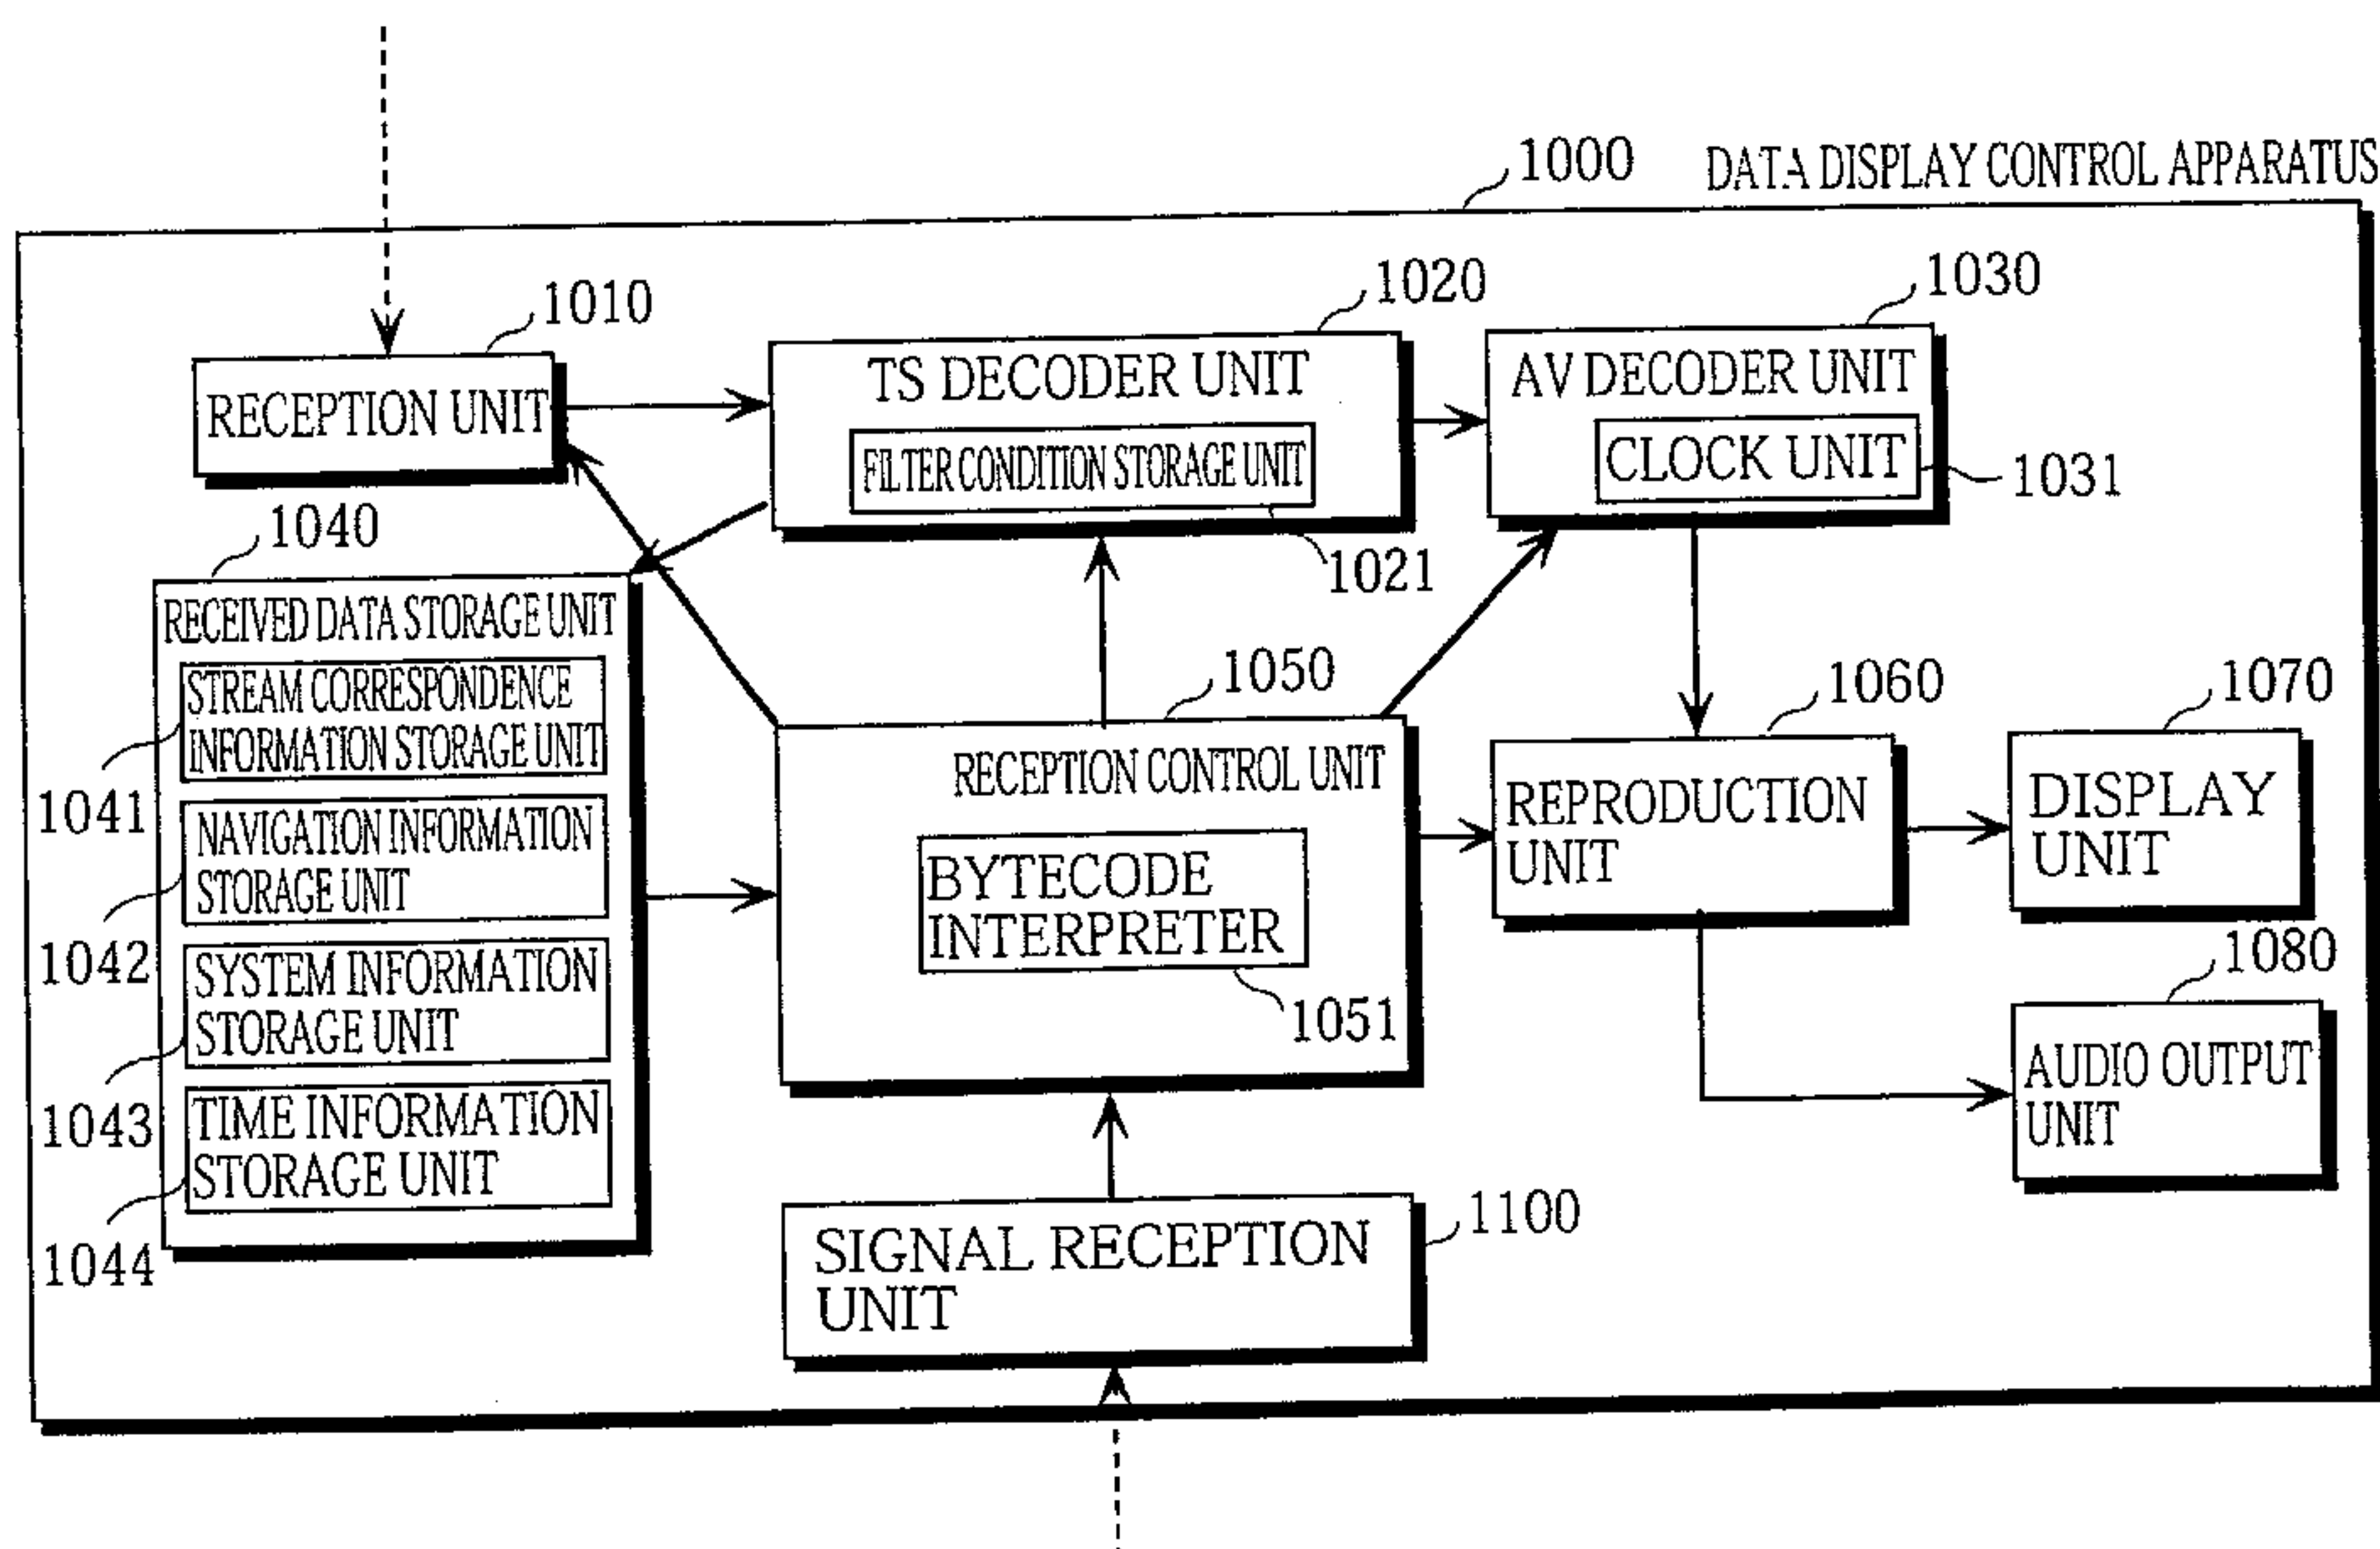 1000 DATA DISPLAY CONTROL APPARATUS
1010
RECEPTION UNIT
1020
TS DECODER UNIT
FILTER CONDITION STORAGE UNIT
1021
1030
AV DECODER UNIT
CLOCK UNIT
1031
1040
RECEIVED DATA STORAGE UNIT
STREAM CORRESPONDENCE
INFORMATION STORAGE UNIT
1041
NAVIGATION INFORMATION
STORAGE UNIT
1042
SYSTEM INFORMATION
STORAGE UNIT
1043
TIME INFORMATION
STORAGE UNIT
1044
1050
RECEPTION CONTROL UNIT
BYTECODE
INTERPRETER
1051
1060
REPRODUCTION
UNIT
1070
DISPLAY
UNIT
1080
AUDIO OUTPUT
UNIT
1100
SIGNAL RECEPTION
UNIT